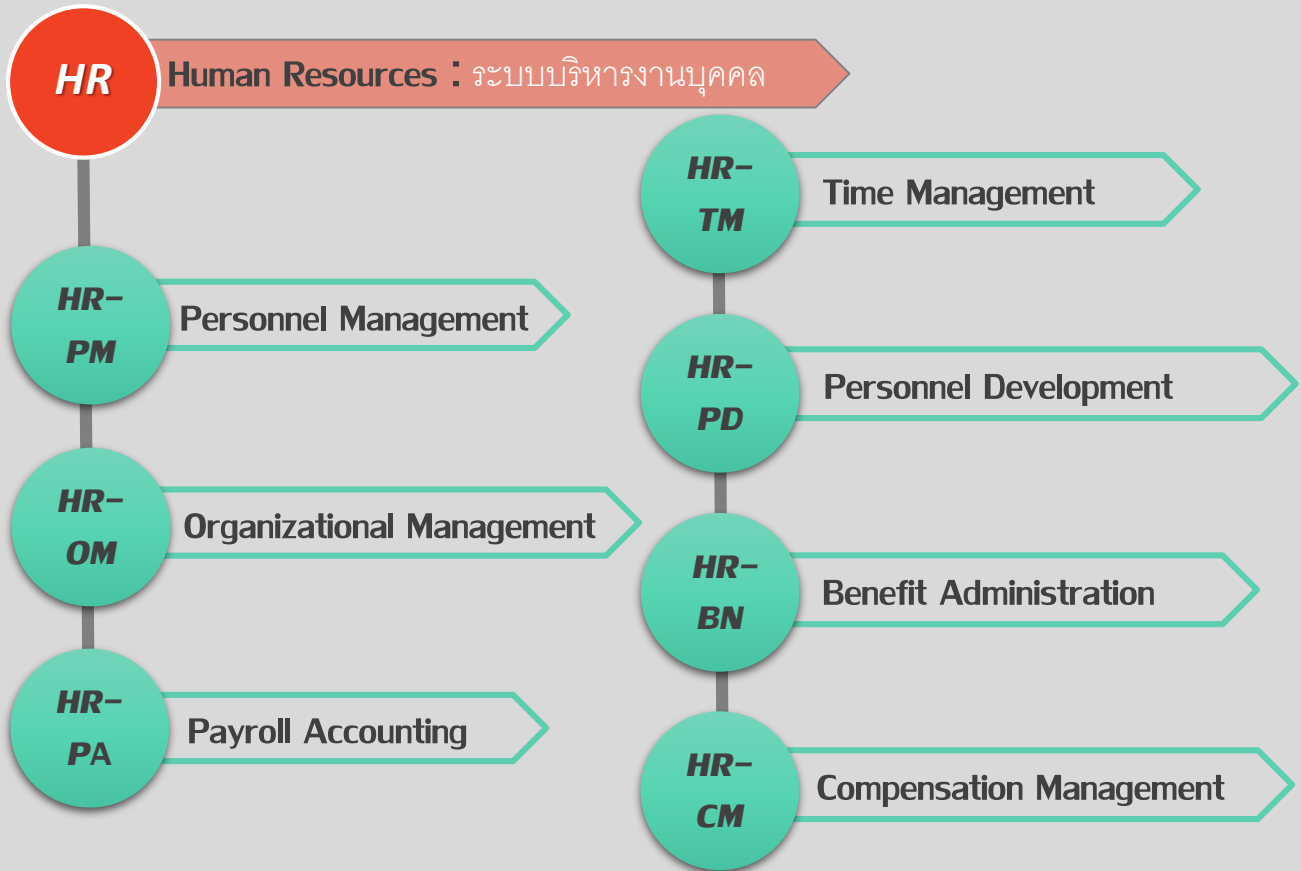 HR
Human Resources : ระบบบริหารงานบุคคล
HR-
PM
Personnel Management
HR-
OM
Organizational Management
HR-
PA
Payroll Accounting
HR-
TM
Time Management
HR-
PD
Personnel Development
HR-
BN
Benefit Administration
HR-
CM
Compensation Management